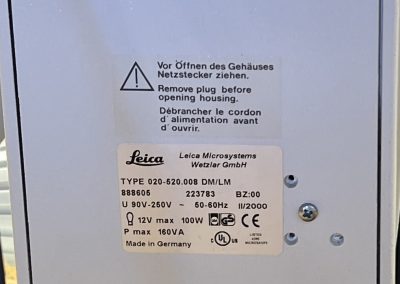 Vor Öffnen des Gehäuses
Netzstecker ziehen.
Remove plug before
opening housing.
Débrancher le cordon
d'alimentation avant
d'ouvrir.
Leica
Leica Microsystems
Wetzlar GmbH
TYPE 020-520.008 DM/LM
888605 223783 BZ:00
U 90V-250V ~ 50-60Hz II/2000
12V max 100W
P max 160VA
Made in Germany
LISTED